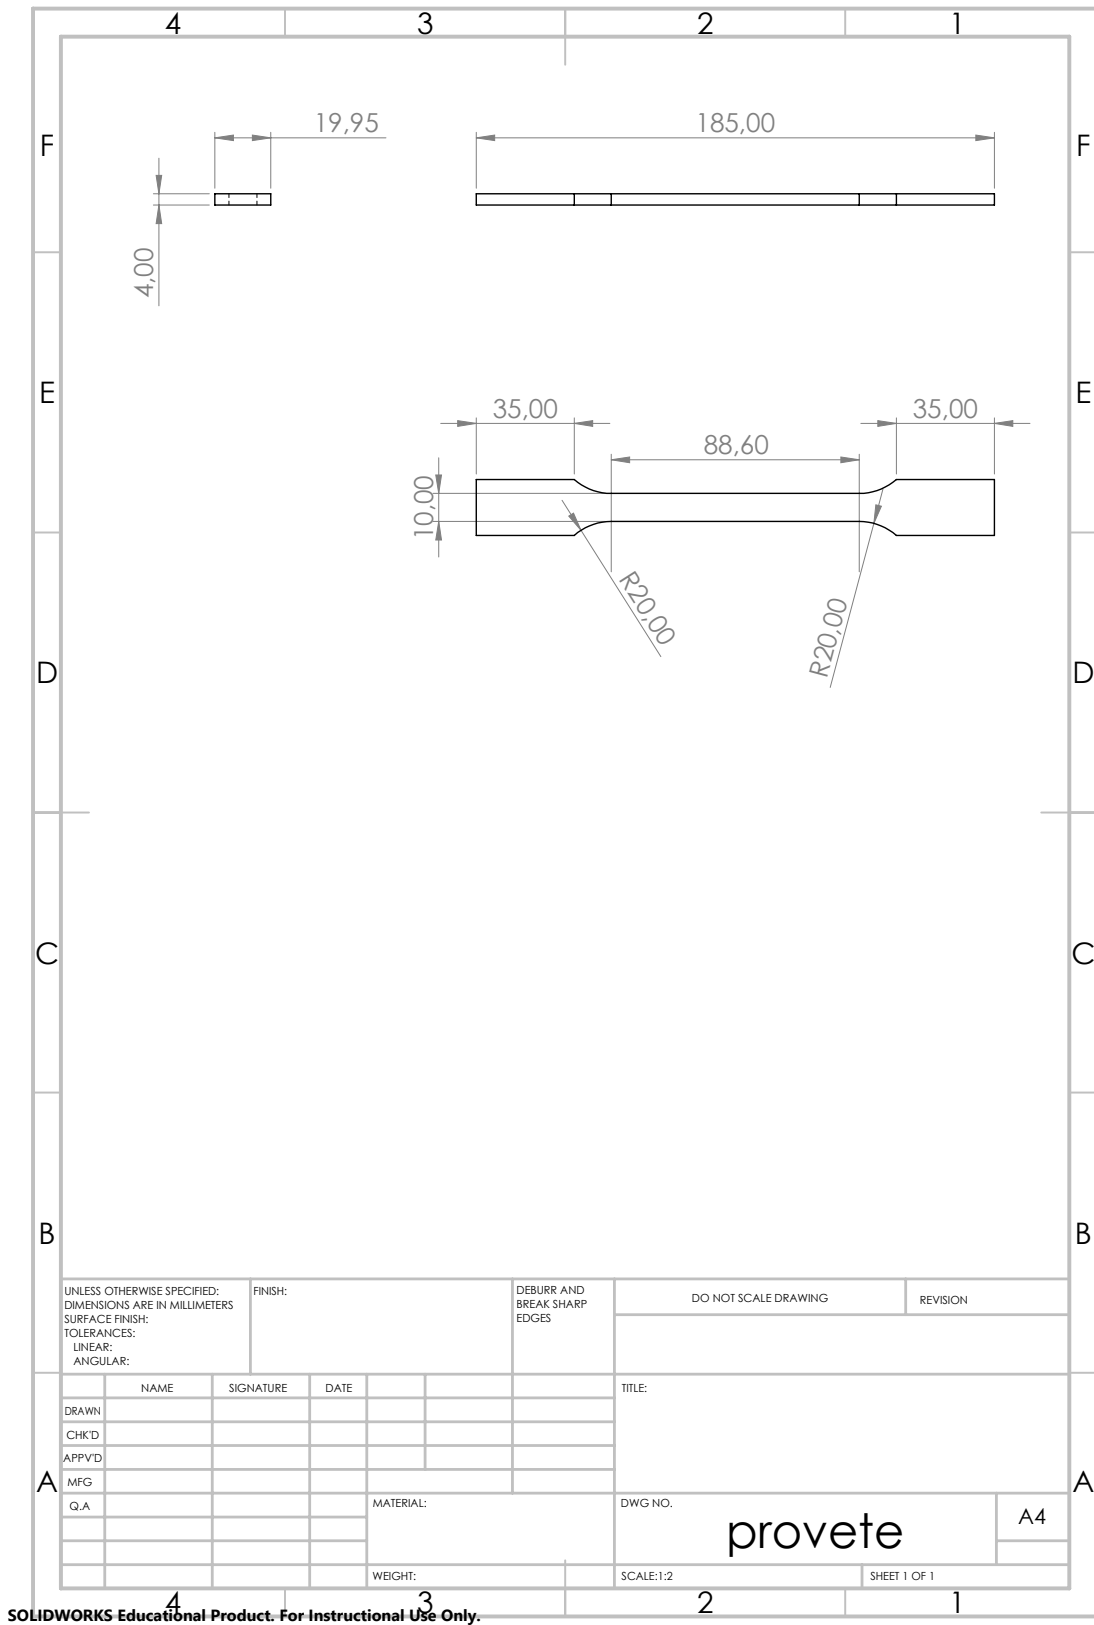 4 3 2 1
19,95 185,00
F F
4,00
E E
35,00 35,00
88,60
10,00
R20,00 R20,00
D D
C C
B B
UNLESS OTHERWISE SPECIFIED:
DIMENSIONS ARE IN MILLIMETERS
SURFACE FINISH:
TOLERANCES:
LINEAR:
ANGULAR:
FINISH:
DEBURR AND
BREAK SHARP
EDGES
DO NOT SCALE DRAWING
REVISION
NAME SIGNATURE DATE
TITLE:
DRAWN
CHK'D
APPV'D
MFG
A A
Q.A
MATERIAL:
DWG NO.
provete
A4
WEIGHT:
SCALE:1:2
SHEET 1 OF 1
4 3 2 1
SOLIDWORKS Educational Product. For Instructional Use Only.